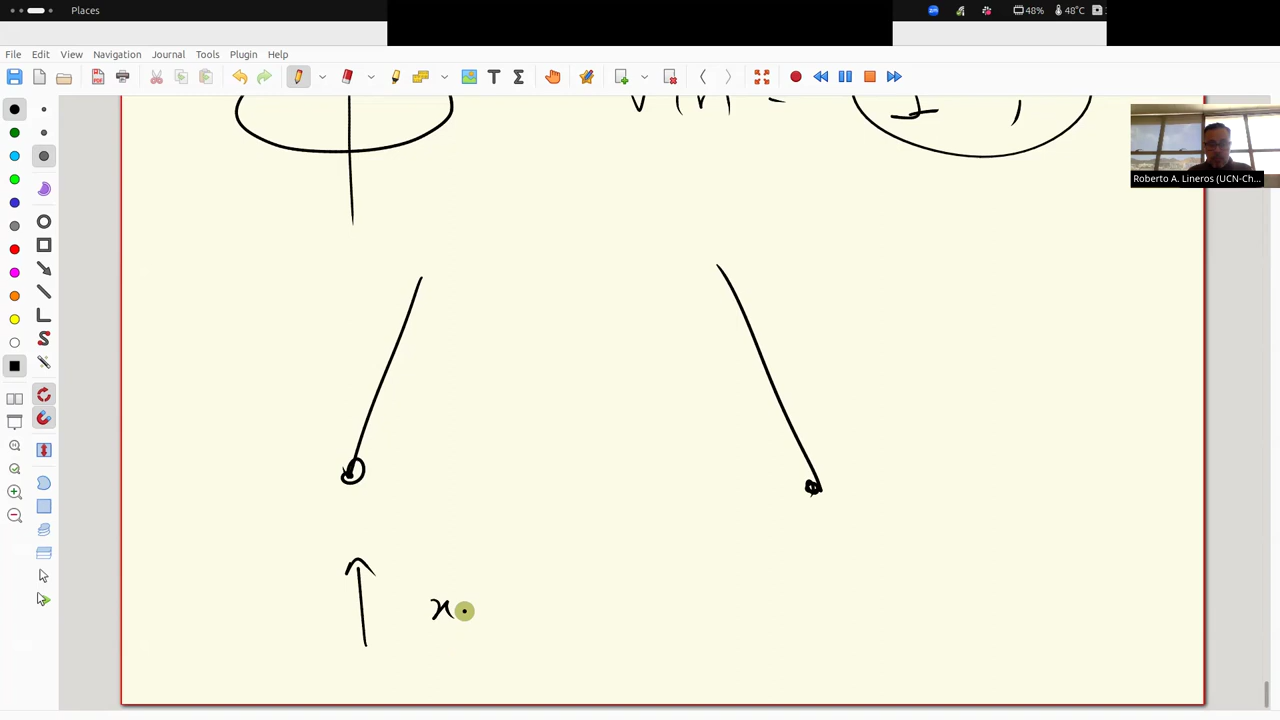 Places
48% 48°C
File Edit View Navigation Journal Tools Plugin Help
Roberto A. Lineros (UCN-Ch...
x